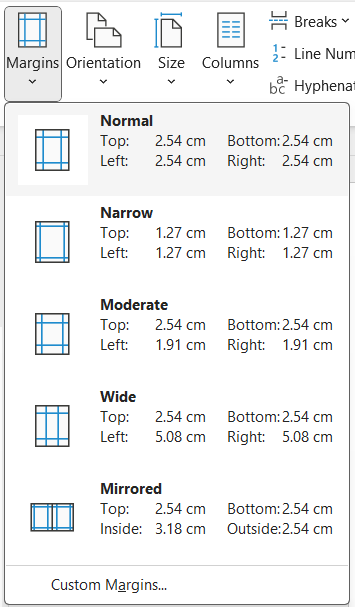 Breaks
Margins Orientation Size Columns Line Num
Hyphenat
Normal
Top: 2.54 cm Bottom: 2.54 cm
Left: 2.54 cm Right: 2.54 cm
Narrow
Top: 1.27 cm Bottom: 1.27 cm
Left: 1.27 cm Right: 1.27 cm
Moderate
Top: 2.54 cm Bottom: 2.54 cm
Left: 1.91 cm Right: 1.91 cm
Wide
Top: 2.54 cm Bottom: 2.54 cm
Left: 5.08 cm Right: 5.08 cm
Mirrored
Top: 2.54 cm Bottom: 2.54 cm
Inside: 3.18 cm Outside: 2.54 cm
Custom Margins...